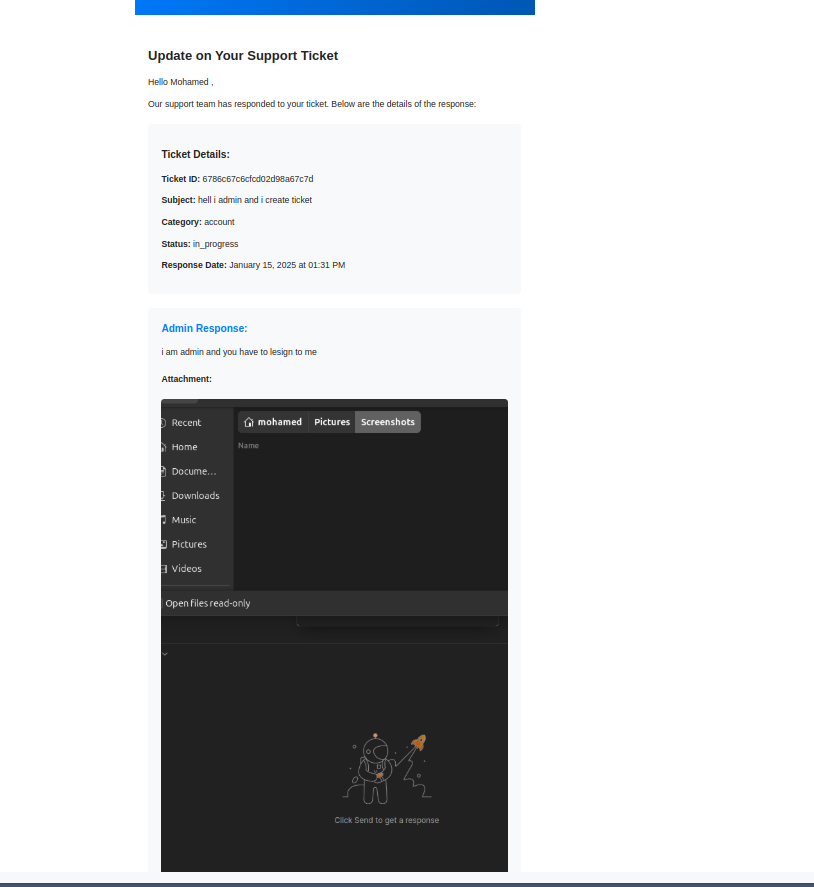 Update on Your Support Ticket
Hello Mohamed ,
Our support team has responded to your ticket. Below are the details of the response:
Ticket Details:
Ticket ID: 6786c67c6cfcd02d98a67c7d
Subject: hell i admin and i create ticket
Category: account
Status: in_progress
Response Date: January 15, 2025 at 01:31 PM
Admin Response:
i am admin and you have to lesign to me
Attachment:
Recent
mohamed Pictures Screenshots
Name
Home
Docume...
Downloads
Music
Pictures
Videos
Open files read-only
Click Send to get a response